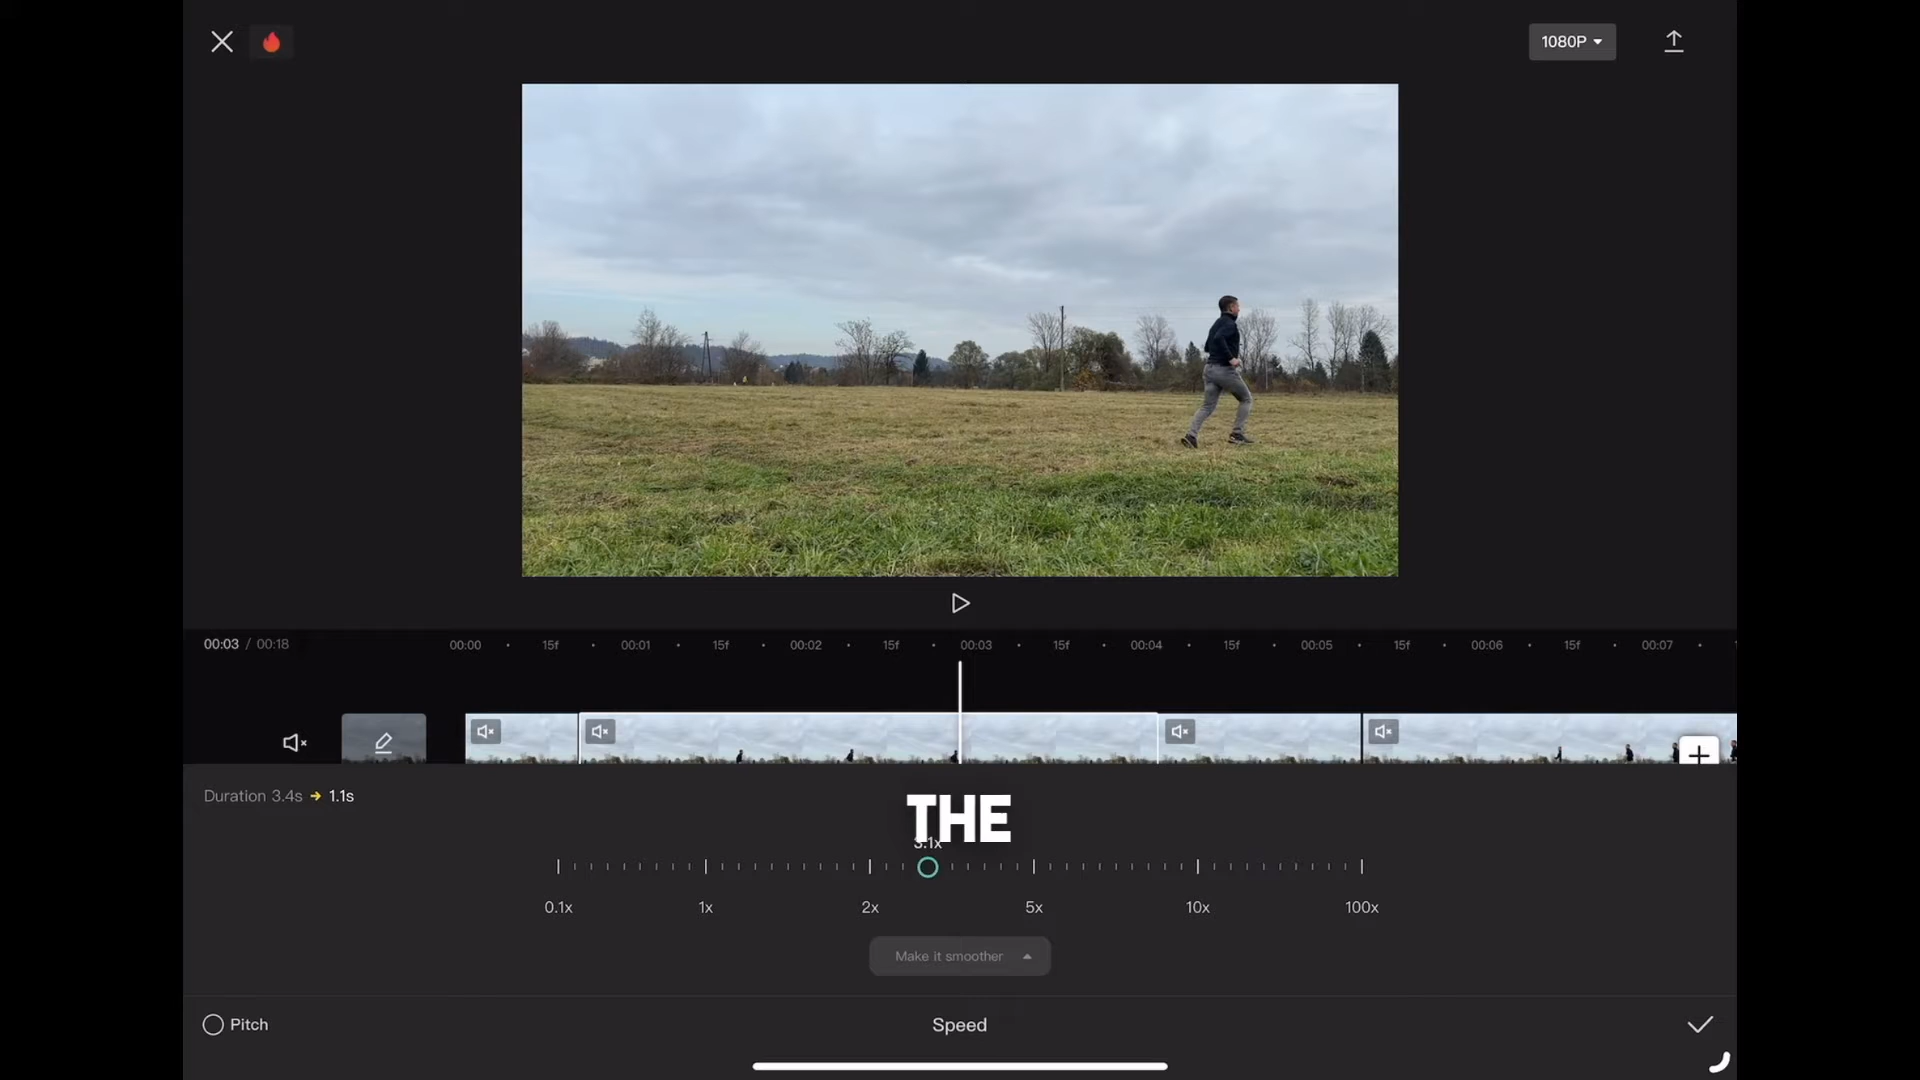 1080P
00:03 / 00:18
00:00 15f 00:01 15f 00:02 15f 00:03 15f 00:04 15f 00:05 15f 00:06 15f 00:07
Duration 3.4s → 1.1s
THE
3.1x
0.1x 1x 2x 5x 10x 100x
Make it smoother
Pitch
Speed